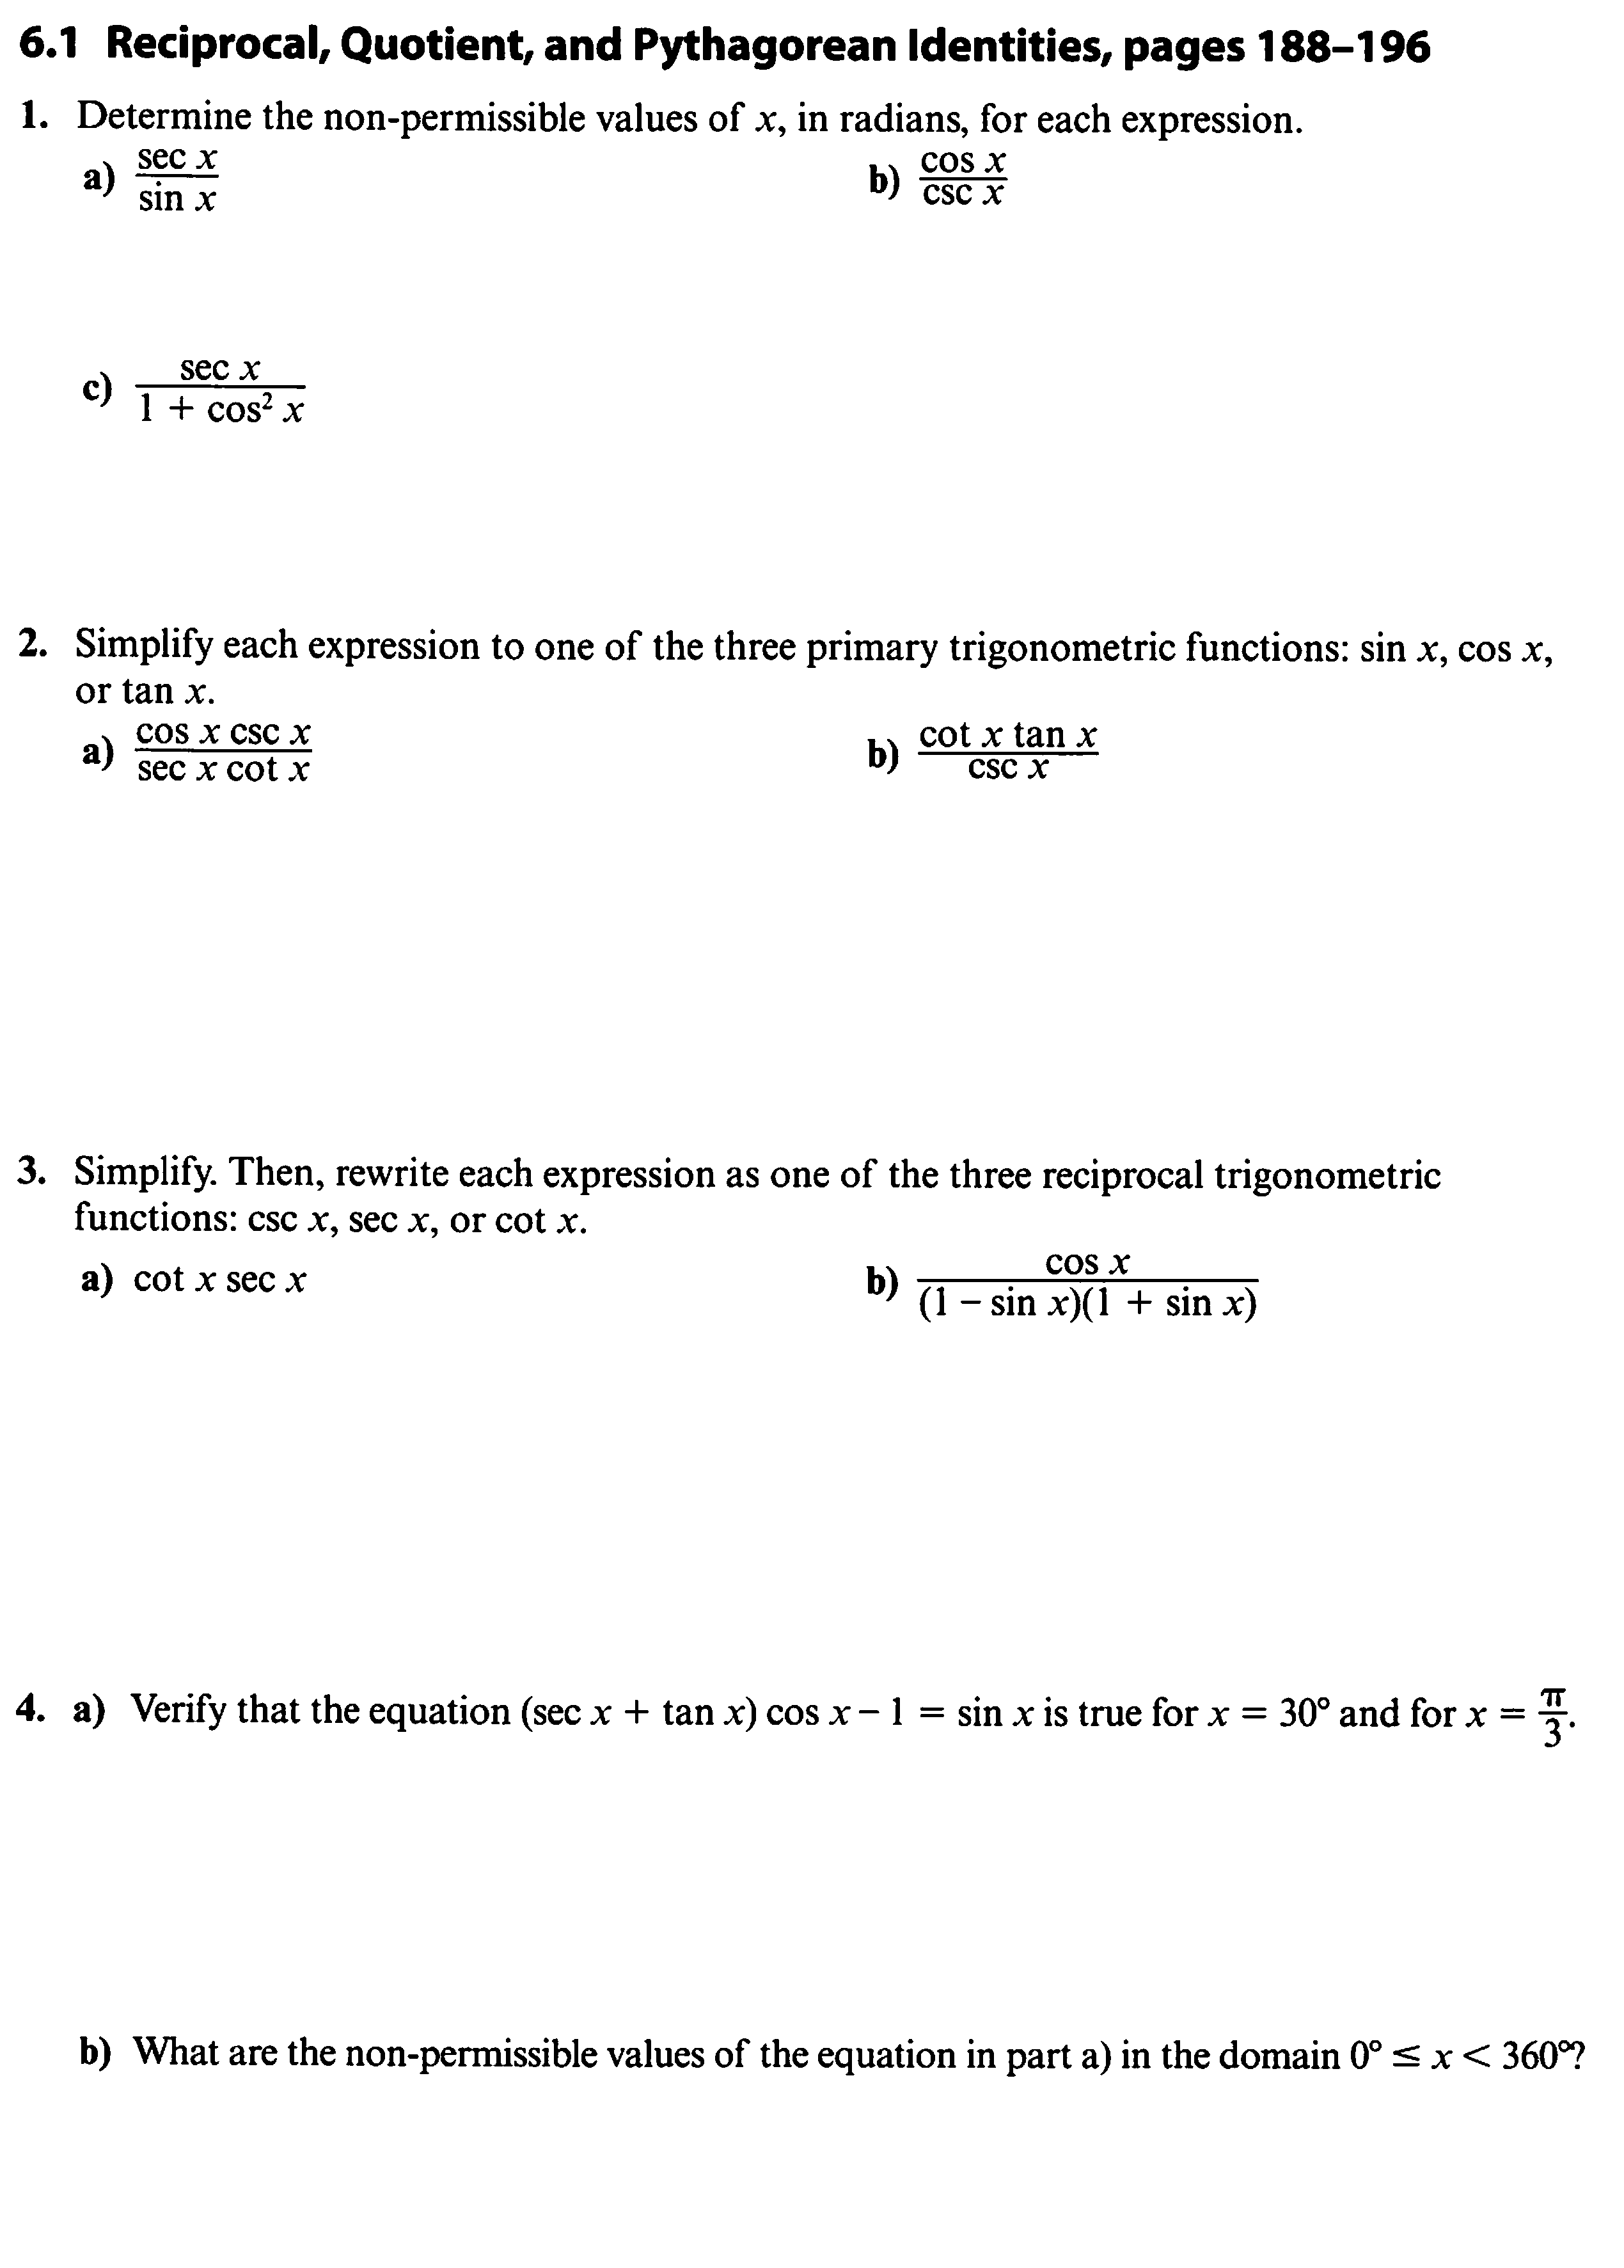 6.1 Reciprocal, Quotient, and Pythagorean Identities, pages 188–196
1. Determine the non-permissible values of x, in radians, for each expression.
a) sec x / sin x b) cos x / csc x
c) sec x / 1 + cos² x
2. Simplify each expression to one of the three primary trigonometric functions: sin x, cos x,
or tan x.
a) cos x csc x / sec x cot x b) cot x tan x / csc x
3. Simplify. Then, rewrite each expression as one of the three reciprocal trigonometric
functions: csc x, sec x, or cot x.
a) cot x sec x b) cos x / (1 – sin x)(1 + sin x)
4. a) Verify that the equation (sec x + tan x) cos x – 1 = sin x is true for x = 30° and for x = π/3.
b) What are the non-permissible values of the equation in part a) in the domain 0° ≤ x < 360°?